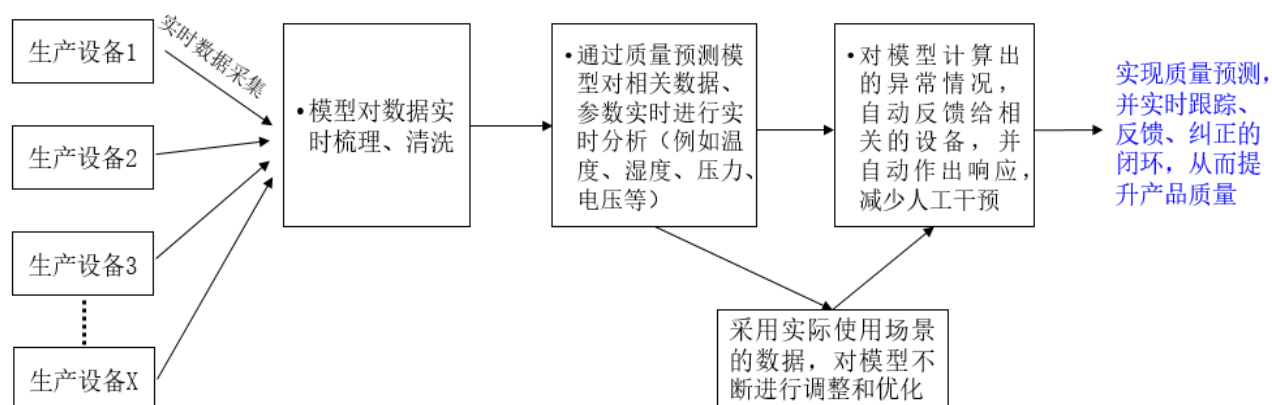 生产设备1
实时数据采集
生产设备2
生产设备3
生产设备X
•模型对数据实
时梳理、清洗
•通过质量预测模
型对相关数据、
参数实时进行实
时分析（例如温
度、湿度、压力、
电压等）
•对模型计算出
的异常情况，
自动反馈给相
关的设备，并
自动作出响应，
减少人工干预
采用实际使用场景
的数据，对模型不
断进行调整和优化
实现质量预测，
并实时跟踪、
反馈、纠正的
闭环，从而提
升产品质量